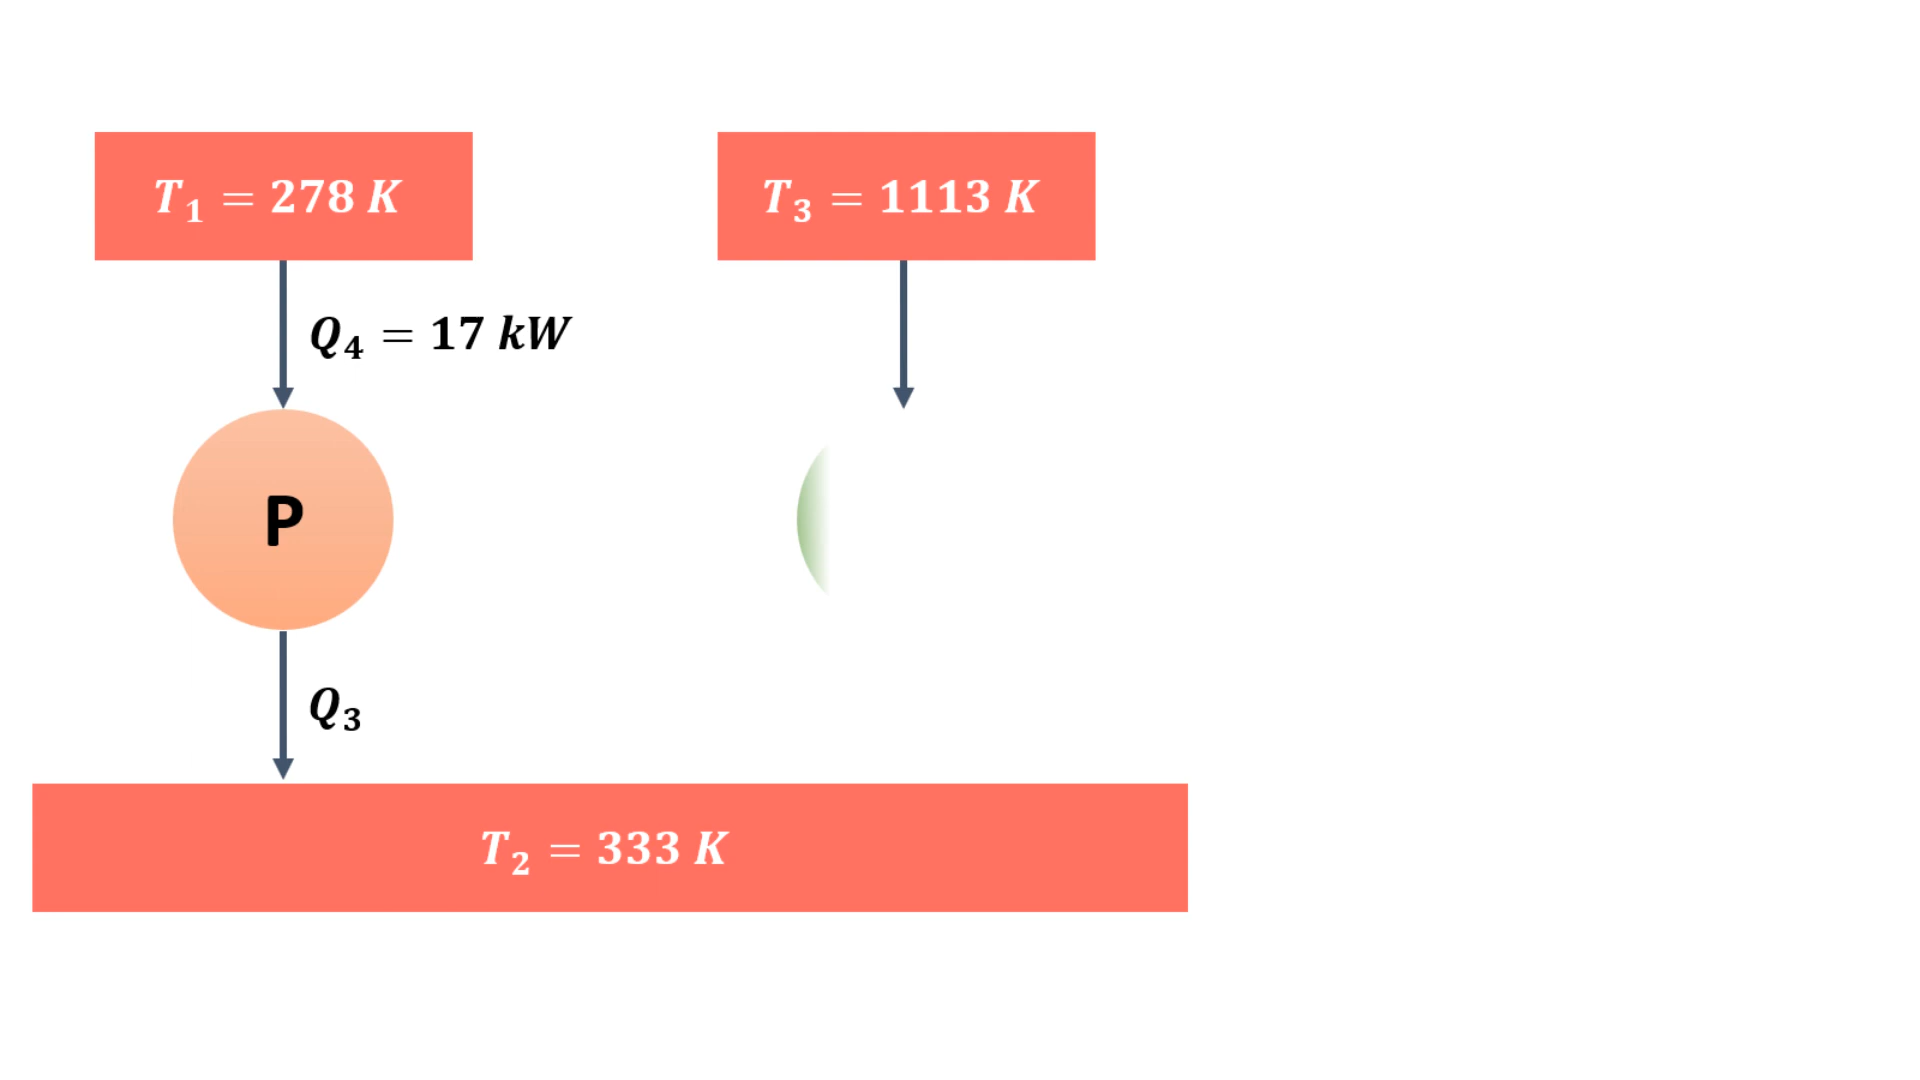 T₁ = 278 K
T₃ = 1113 K
Q₄ = 17 kW
P
Q₃
T₂ = 333 K